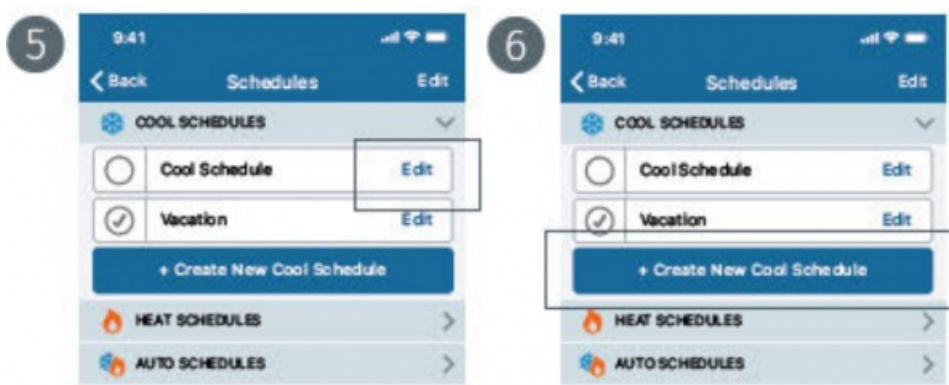 5
9:41
Back Schedules Edit
COOL SCHEDULES
Cool Schedule Edit
Vacation Edit
+ Create New Cool Schedule
HEAT SCHEDULES
AUTO SCHEDULES
6
9:41
Back Schedules Edit
COOL SCHEDULES
Cool Schedule Edit
Vacation Edit
+ Create New Cool Schedule
HEAT SCHEDULES
AUTO SCHEDULES